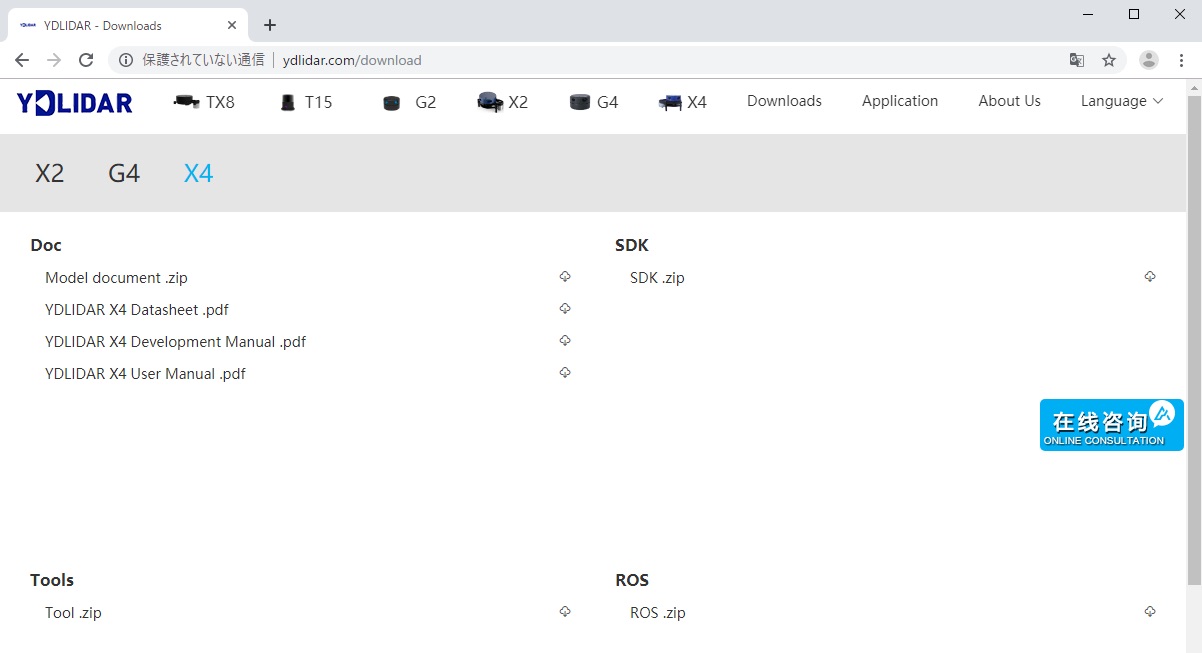 YDLIDAR - Downloads
保護されていない通信 ydlidar.com/download
YDLIDAR TX8 T15 G2 X2 G4 X4 Downloads Application About Us Language
X2 G4 X4
Doc
Model document .zip
YDLIDAR X4 Datasheet .pdf
YDLIDAR X4 Development Manual .pdf
YDLIDAR X4 User Manual .pdf
SDK
SDK .zip
在线咨询
ONLINE CONSULTATION
Tools
Tool .zip
ROS
ROS .zip